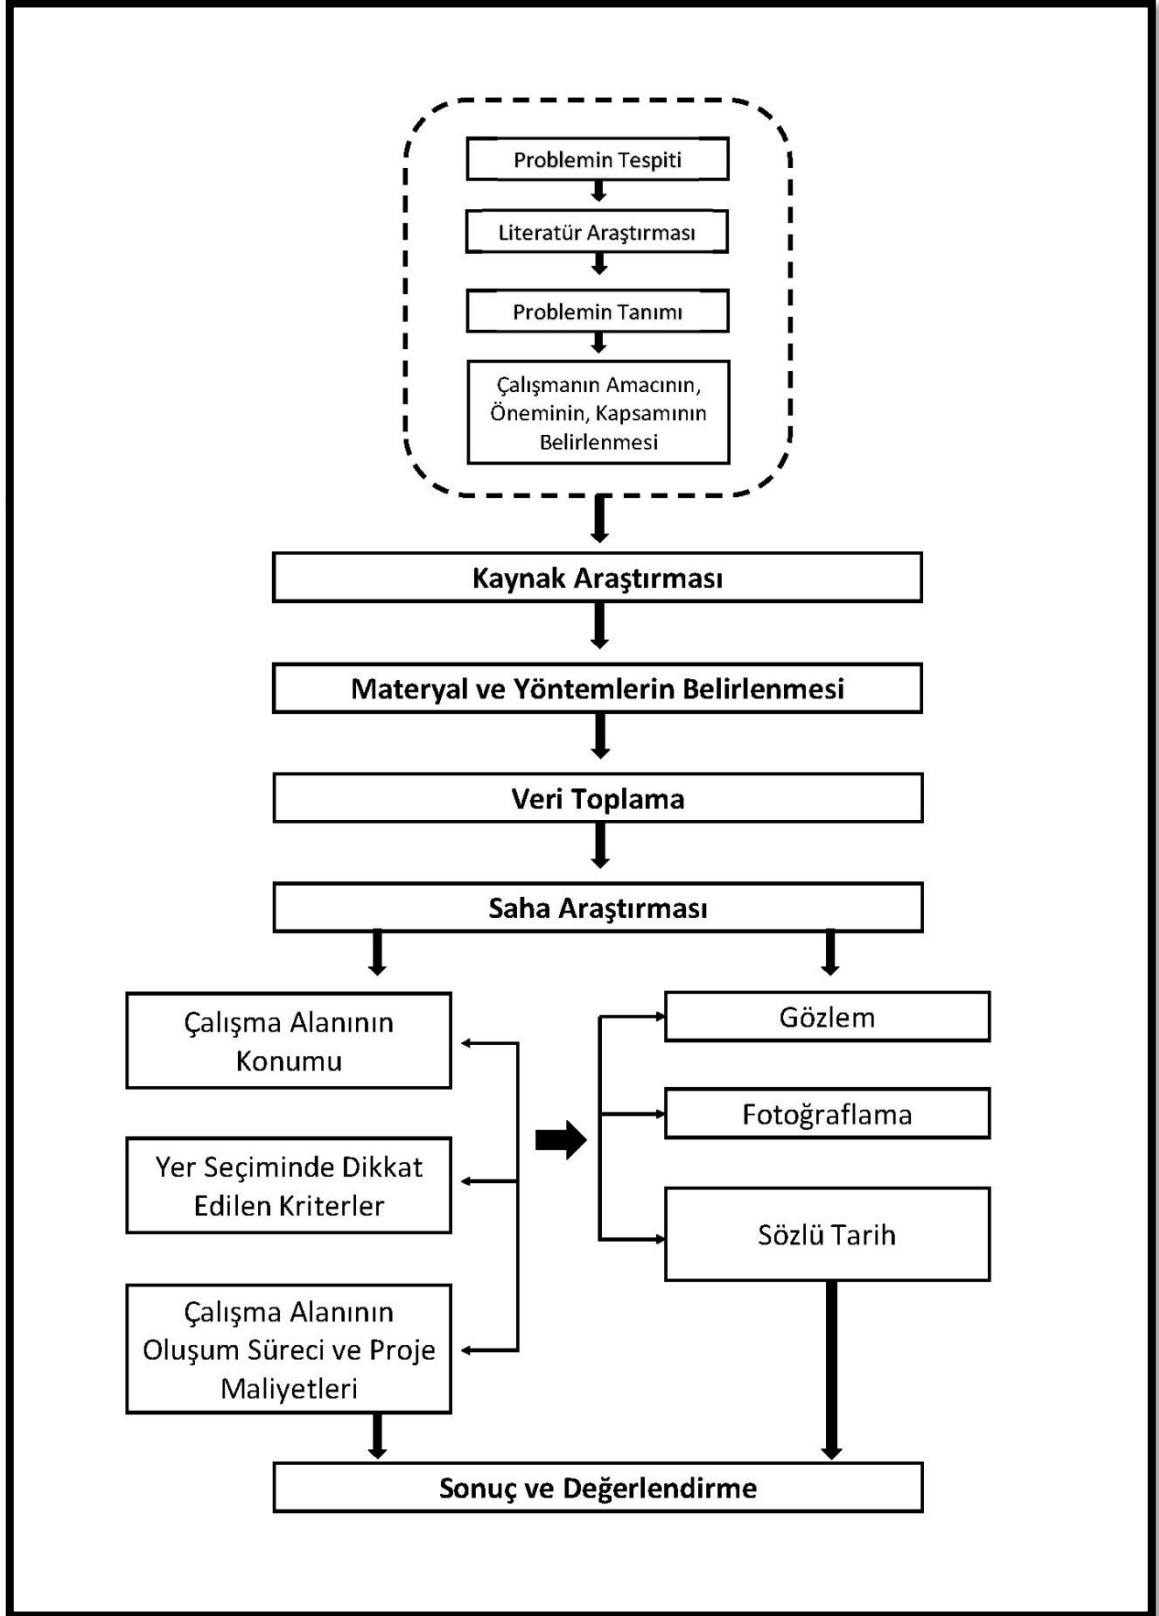 Problemin Tespiti
Literatür Araştırması
Problemin Tanımı
Çalışmanın Amacının,
Öneminin, Kapsamının
Belirlenmesi
Kaynak Araştırması
Materyal ve Yöntemlerin Belirlenmesi
Veri Toplama
Saha Araştırması
Çalışma Alanının
Konumu
Yer Seçiminde Dikkat
Edilen Kriterler
Çalışma Alanının
Oluşum Süreci ve Proje
Maliyetleri
Gözlem
Fotoğraflama
Sözlü Tarih
Sonuç ve Değerlendirme